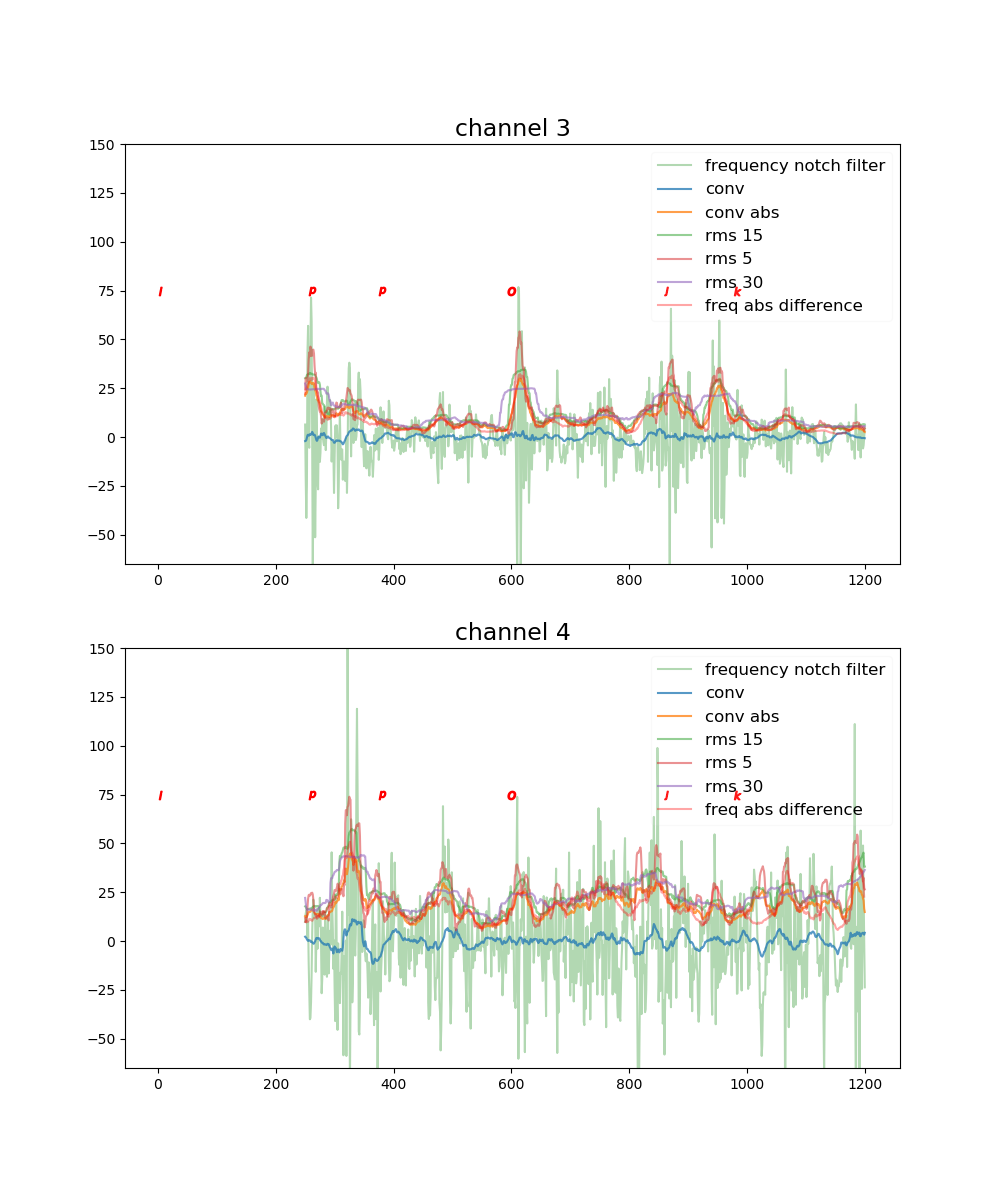 channel 3
150
125
100
75
50
25
0
−25
−50
frequency notch filter
conv
conv abs
rms 15
rms 5
rms 30
freq abs difference
l p p o j k
0 200 400 600 800 1000 1200
channel 4
150
125
100
75
50
25
0
−25
−50
frequency notch filter
conv
conv abs
rms 15
rms 5
rms 30
freq abs difference
l p p o j k
0 200 400 600 800 1000 1200